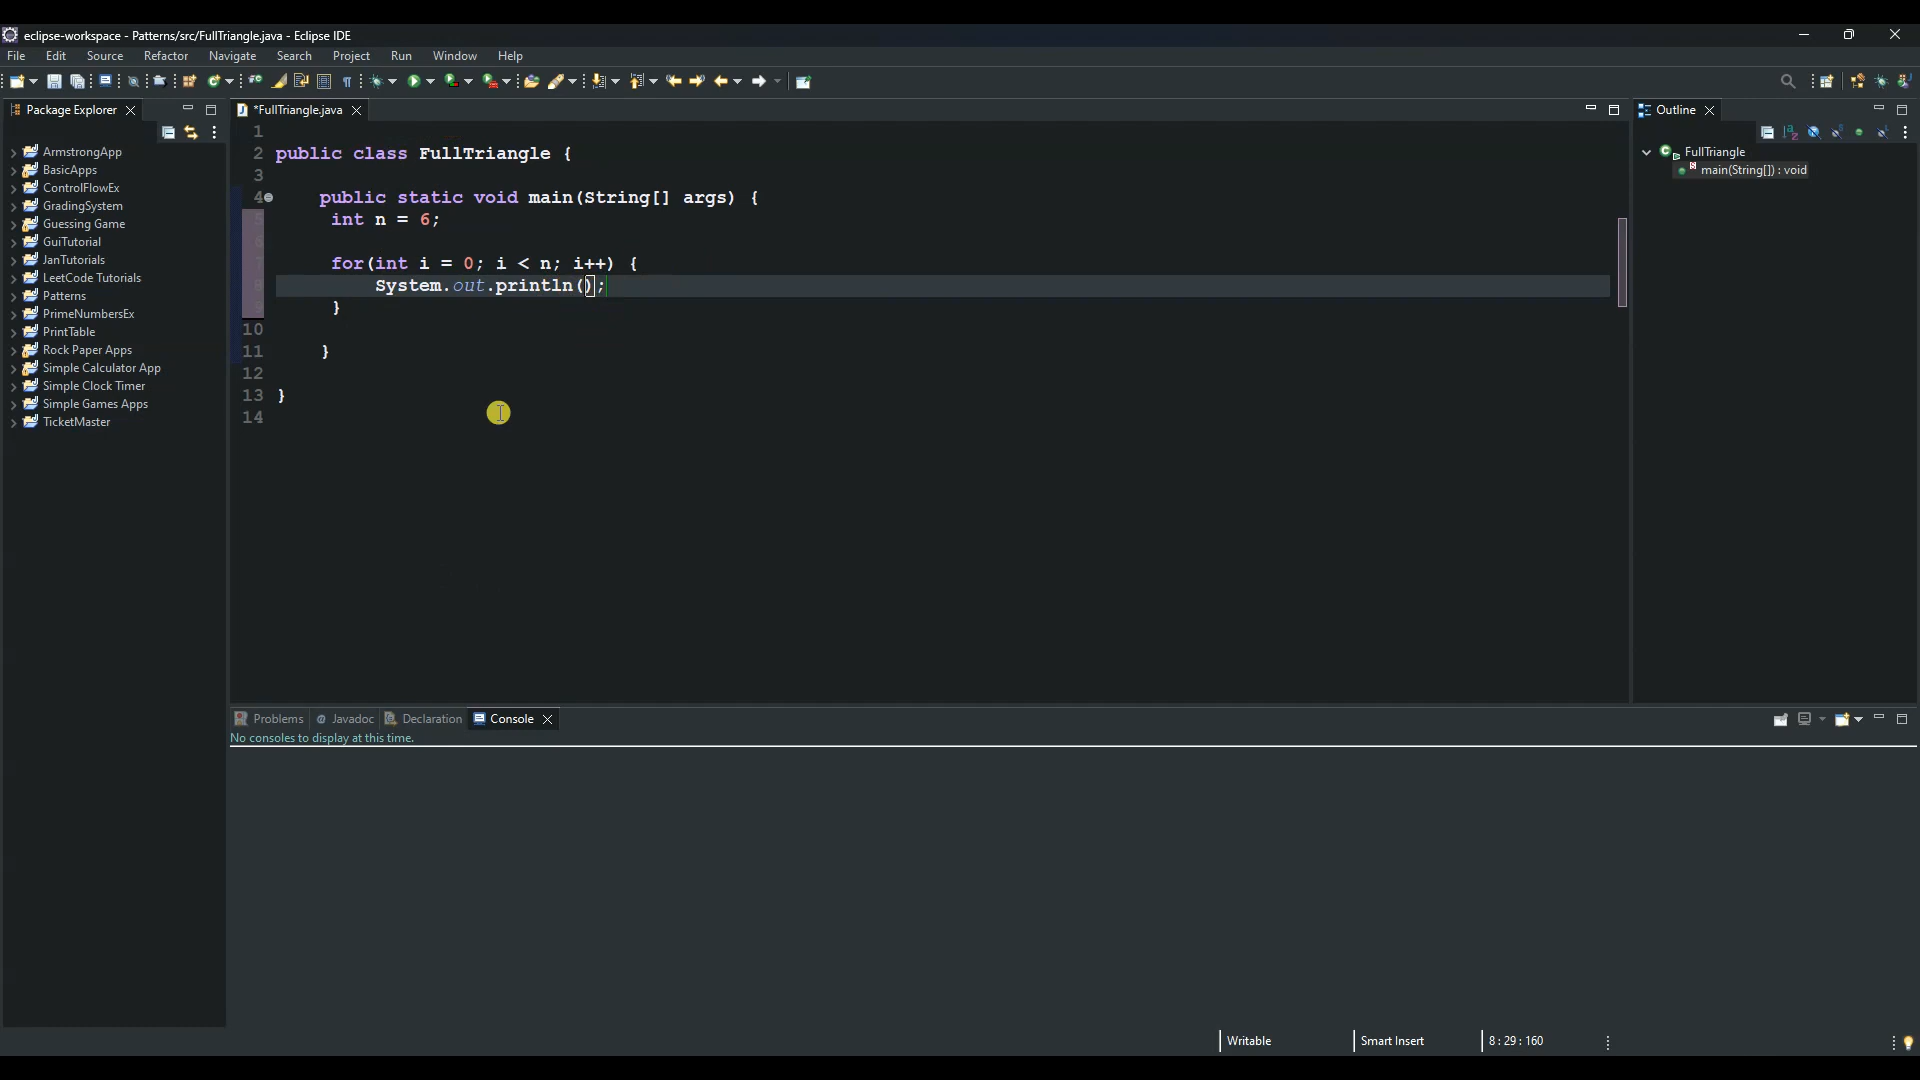 eclipse-workspace - Patterns/src/FullTriangle.java - Eclipse IDE
File Edit Source Refactor Navigate Search Project Run Window Help
Package Explorer
*FullTriangle.java
Outline
ArmstrongApp
BasicApps
ControlFlowEx
GradingSystem
Guessing Game
GuiTutorial
JanTutorials
LeetCode Tutorials
Patterns
PrimeNumbersEx
PrintTable
Rock Paper Apps
Simple Calculator App
Simple Clock Timer
Simple Games Apps
TicketMaster
1
2 public class FullTriangle {
3
4 public static void main(String[] args) {
5 int n = 6;
6
7 for(int i = 0; i < n; i++) {
8 System.out.println();
9 }
10
11 }
12
13 }
14
FullTriangle
main(String[]) : void
Problems Javadoc Declaration Console
No consoles to display at this time.
Writable Smart Insert 8 : 29 : 160